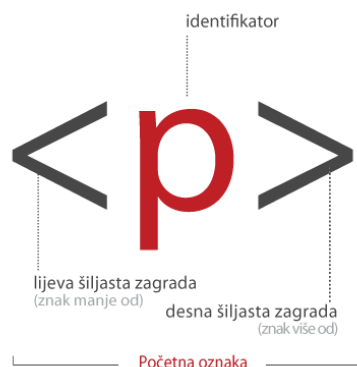 identifikator
<p>
lijeva šiljasta zagrada
(znak manje od)
desna šiljasta zagrada
(znak više od)
Početna oznaka